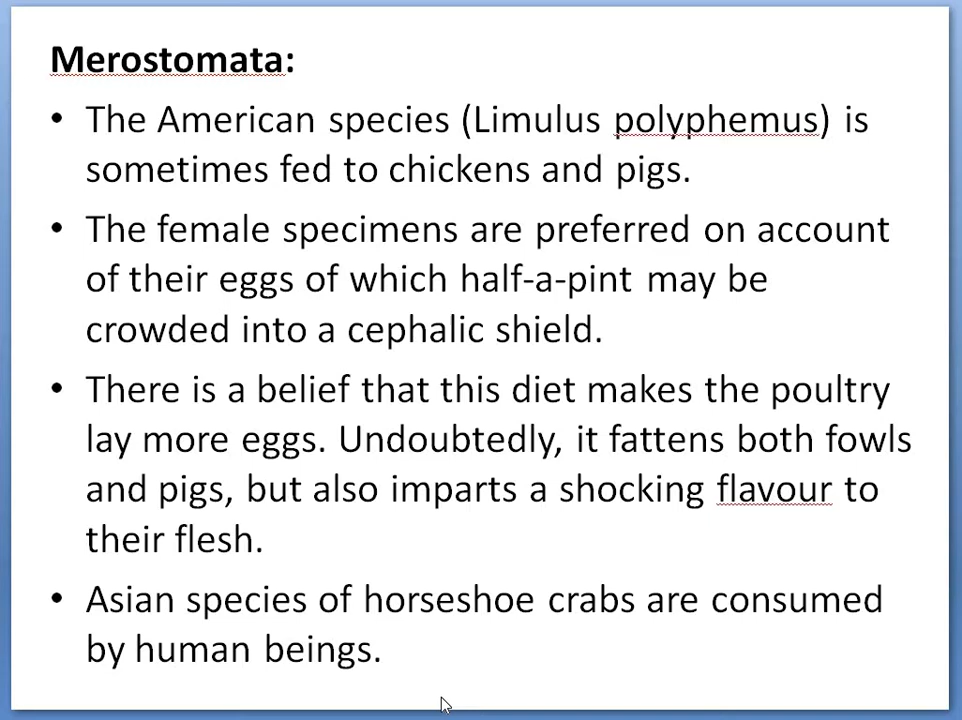 Merostomata:
• The American species (Limulus polyphemus) is
sometimes fed to chickens and pigs.
• The female specimens are preferred on account
of their eggs of which half-a-pint may be
crowded into a cephalic shield.
• There is a belief that this diet makes the poultry
lay more eggs. Undoubtedly, it fattens both fowls
and pigs, but also imparts a shocking flavour to
their flesh.
• Asian species of horseshoe crabs are consumed
by human beings.